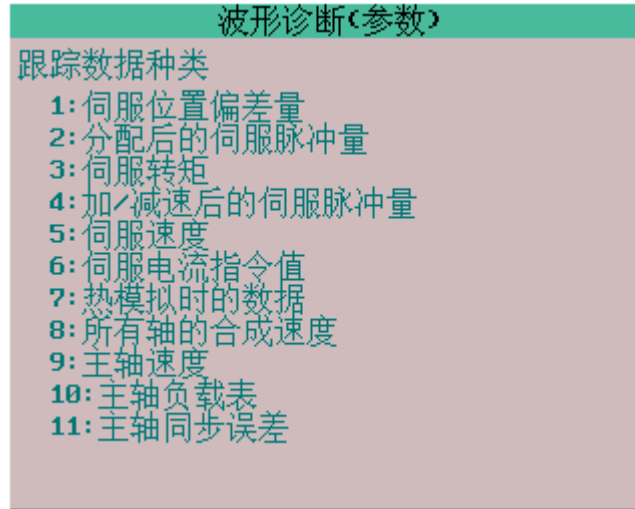 波形诊断(参数)
跟踪数据种类
1:伺服位置偏差量
2:分配后的伺服脉冲量
3:伺服转矩
4:加/减速后的伺服脉冲量
5:伺服速度
6:伺服电流指令值
7:热模拟时的数据
8:所有轴的合成速度
9:主轴速度
10:主轴负载表
11:主轴同步误差